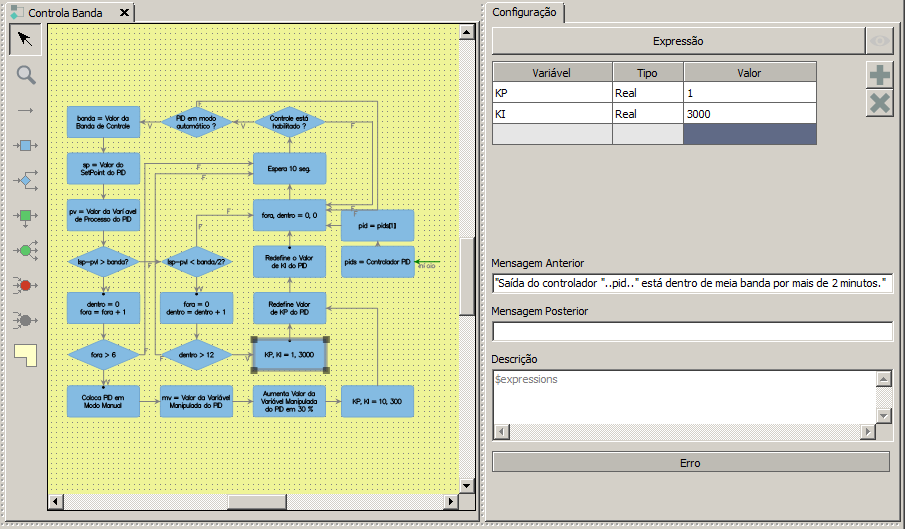 Controla Banda
Configuração
Expressão
Variável Tipo Valor
KP Real 1
KI Real 3000
Mensagem Anterior
"Saída do controlador "..pid.." está dentro de meia banda por mais de 2 minutos."
Mensagem Posterior
Descrição
$expressions
Erro
banda = Valor da
Banda de Controle
PID em modo
automático ?
Controle está
habilitado ?
F
V
V
F
sp = Valor do
SetPoint do PID
Espera 10 seg.
F
F
pv = Valor da Varíavel
de Processo do PID
F
fora, dentro = 0, 0
F
F
pid = pids[1]
|sp-pv| > banda?
F
|sp-pv| < banda/2?
Redefine o Valor
de KI do PID
pids = Controlador PID
Início
V
V
dentro = 0
fora = fora + 1
fora = 0
dentro = dentro + 1
Redefine Valor
de KP do PID
fora > 6
F
dentro > 12
F
V
KP, KI = 1, 3000
V
Coloca PID em
Modo Manual
mv = Valor da Variável
Manipulada do PID
Aumenta Valor da
Variável Manipulada
do PID em 30 %
KP, KI = 10, 300